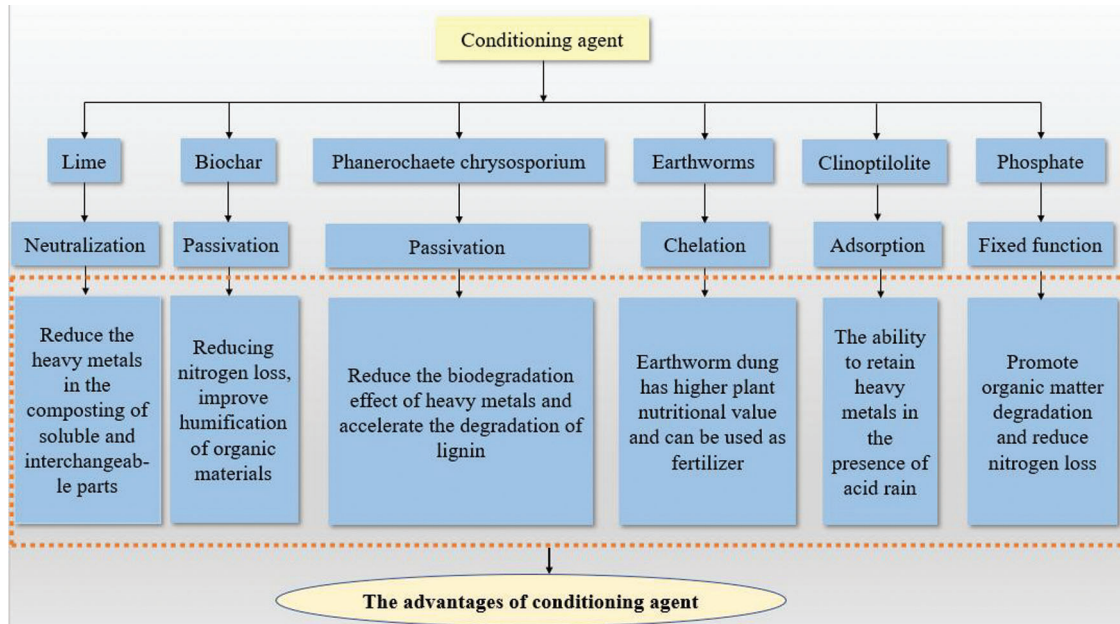 Conditioning agent
Lime
Biochar
Phanerochaete chrysosporium
Earthworms
Clinoptilolite
Phosphate
Neutralization
Passivation
Passivation
Chelation
Adsorption
Fixed function
Reduce the
heavy metals
in the
composting of
soluble and
interchangeab-
le parts
Reducing
nitrogen loss,
improve
humification
of organic
materials
Reduce the biodegradation
effect of heavy metals and
accelerate the degradation of
lignin
Earthworm dung
has higher plant
nutritional value
and can be used as
fertilizer
The ability
to retain
heavy
metals in
the
presence of
acid rain
Promote
organic matter
degradation
and reduce
nitrogen loss
The advantages of conditioning agent